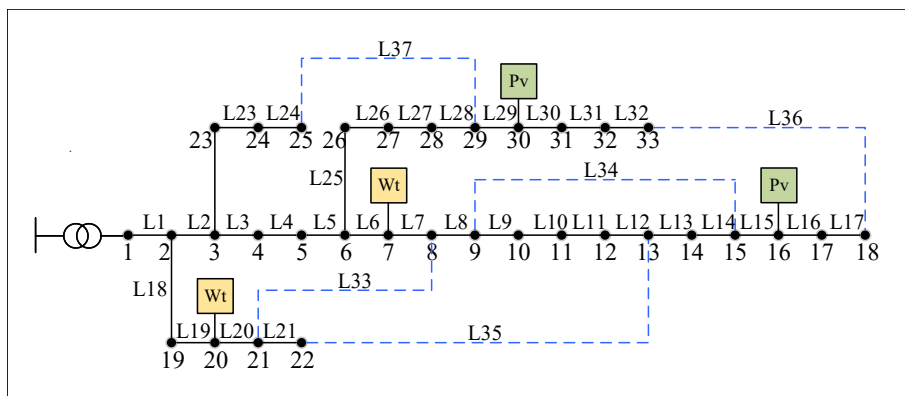 L37
Pv
L23 L24 L26 L27 L28 L29 L30 L31 L32 L36
23 24 25 26 27 28 29 30 31 32 33
L25 Wt L34 Pv
L1 L2 L3 L4 L5 L6 L7 L8 L9 L10 L11 L12 L13 L14 L15 L16 L17
1 2 3 4 5 6 7 8 9 10 11 12 13 14 15 16 17 18
L18 Wt L33
L19 L20 L21 L35
19 20 21 22